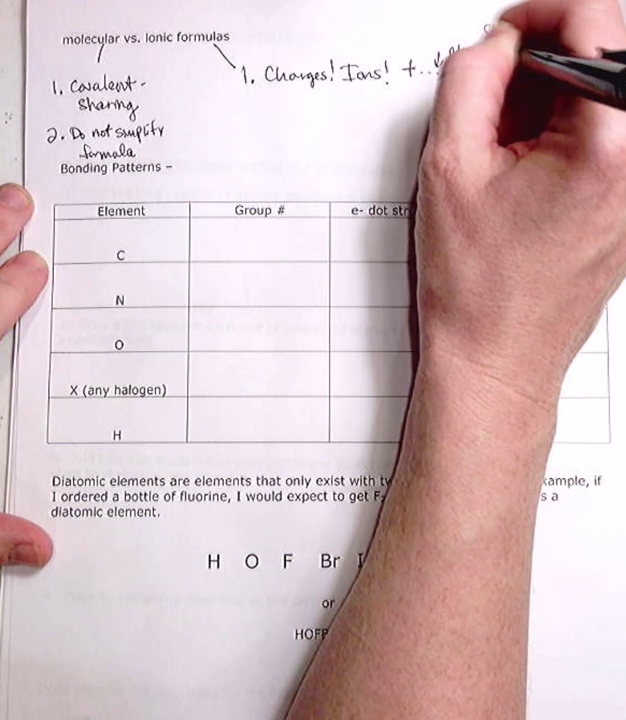 molecular vs. Ionic formulas
1. Covalent -
sharing
1. Charges! Ions! +...
2. Do not simplify
formula
Bonding Patterns –
Element Group # e- dot str
C
N
O
X (any halogen)
H
Diatomic elements are elements that only exist with ample, if
I ordered a bottle of fluorine, I would expect to get F s a
diatomic element.
H O F Br I
or
HOFB